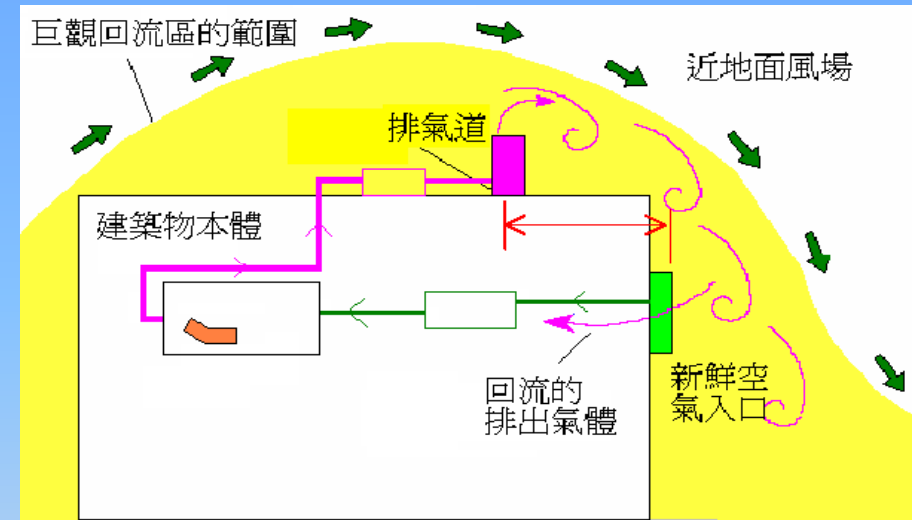 巨觀回流區的範圍
近地面風場
排氣道
建築物本體
回流的
排出氣體
新鮮空
氣入口